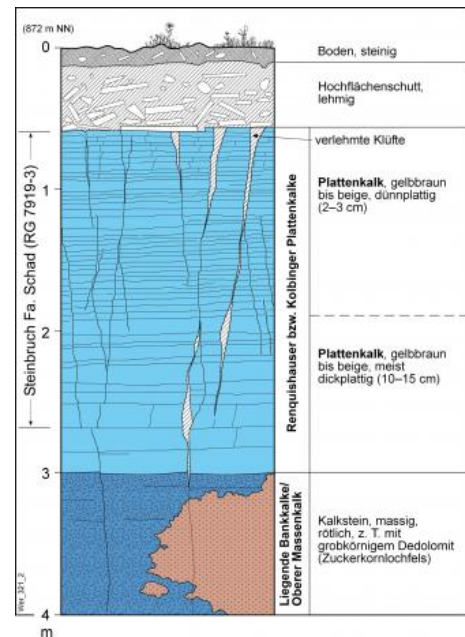 (872 m NN)
0
Boden, steinig
Hochflächenschutt,
lehmig
verlehmte Klüfte
1
Plattenkalk, gelbbraun
bis beige, dünnplattig
(2–3 cm)
Steinbruch Fa. Schad (RG 7919-3)
Renquishauser bzw. Kolbinger Plattenkalke
2
Plattenkalk, gelbbraun
bis beige, meist
dickplattig (10–15 cm)
3
Liegende Bankkalke/
Oberer Massenkalk
Kalkstein, massig,
rötlich, z. T. mit
grobkörnigem Dedolomit
(Zuckerkornlochfels)
Wer_321_2
4
m